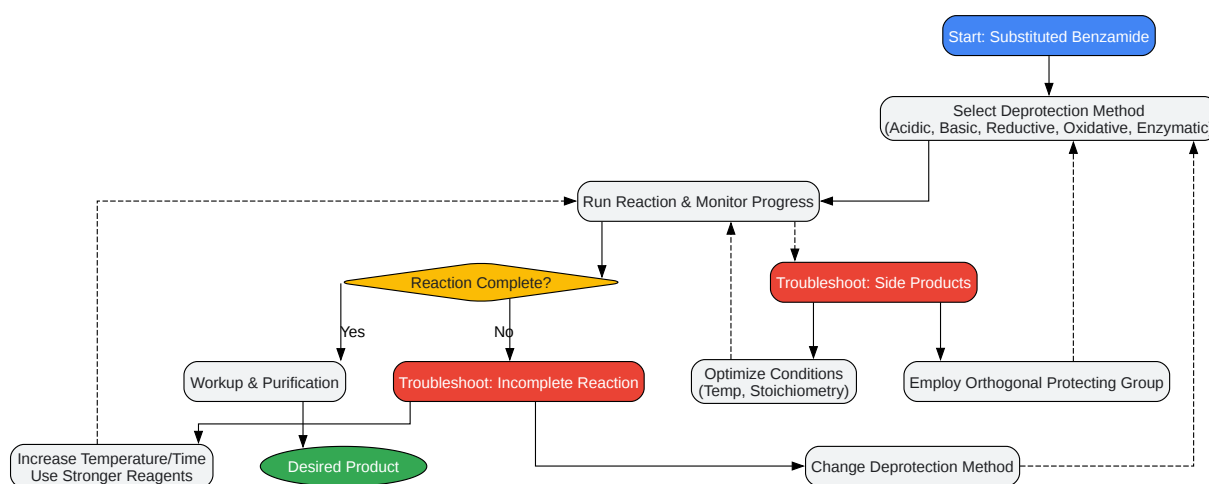 Start: Substituted Benzamide
Select Deprotection Method
(Acidic, Basic, Reductive, Oxidative, Enzymatic)
Run Reaction & Monitor Progress
Reaction Complete?
Troubleshoot: Side Products
Yes
No
Workup & Purification
Troubleshoot: Incomplete Reaction
Optimize Conditions
(Temp, Stoichiometry)
Employ Orthogonal Protecting Group
Increase Temperature/Time
Use Stronger Reagents
Desired Product
Change Deprotection Method